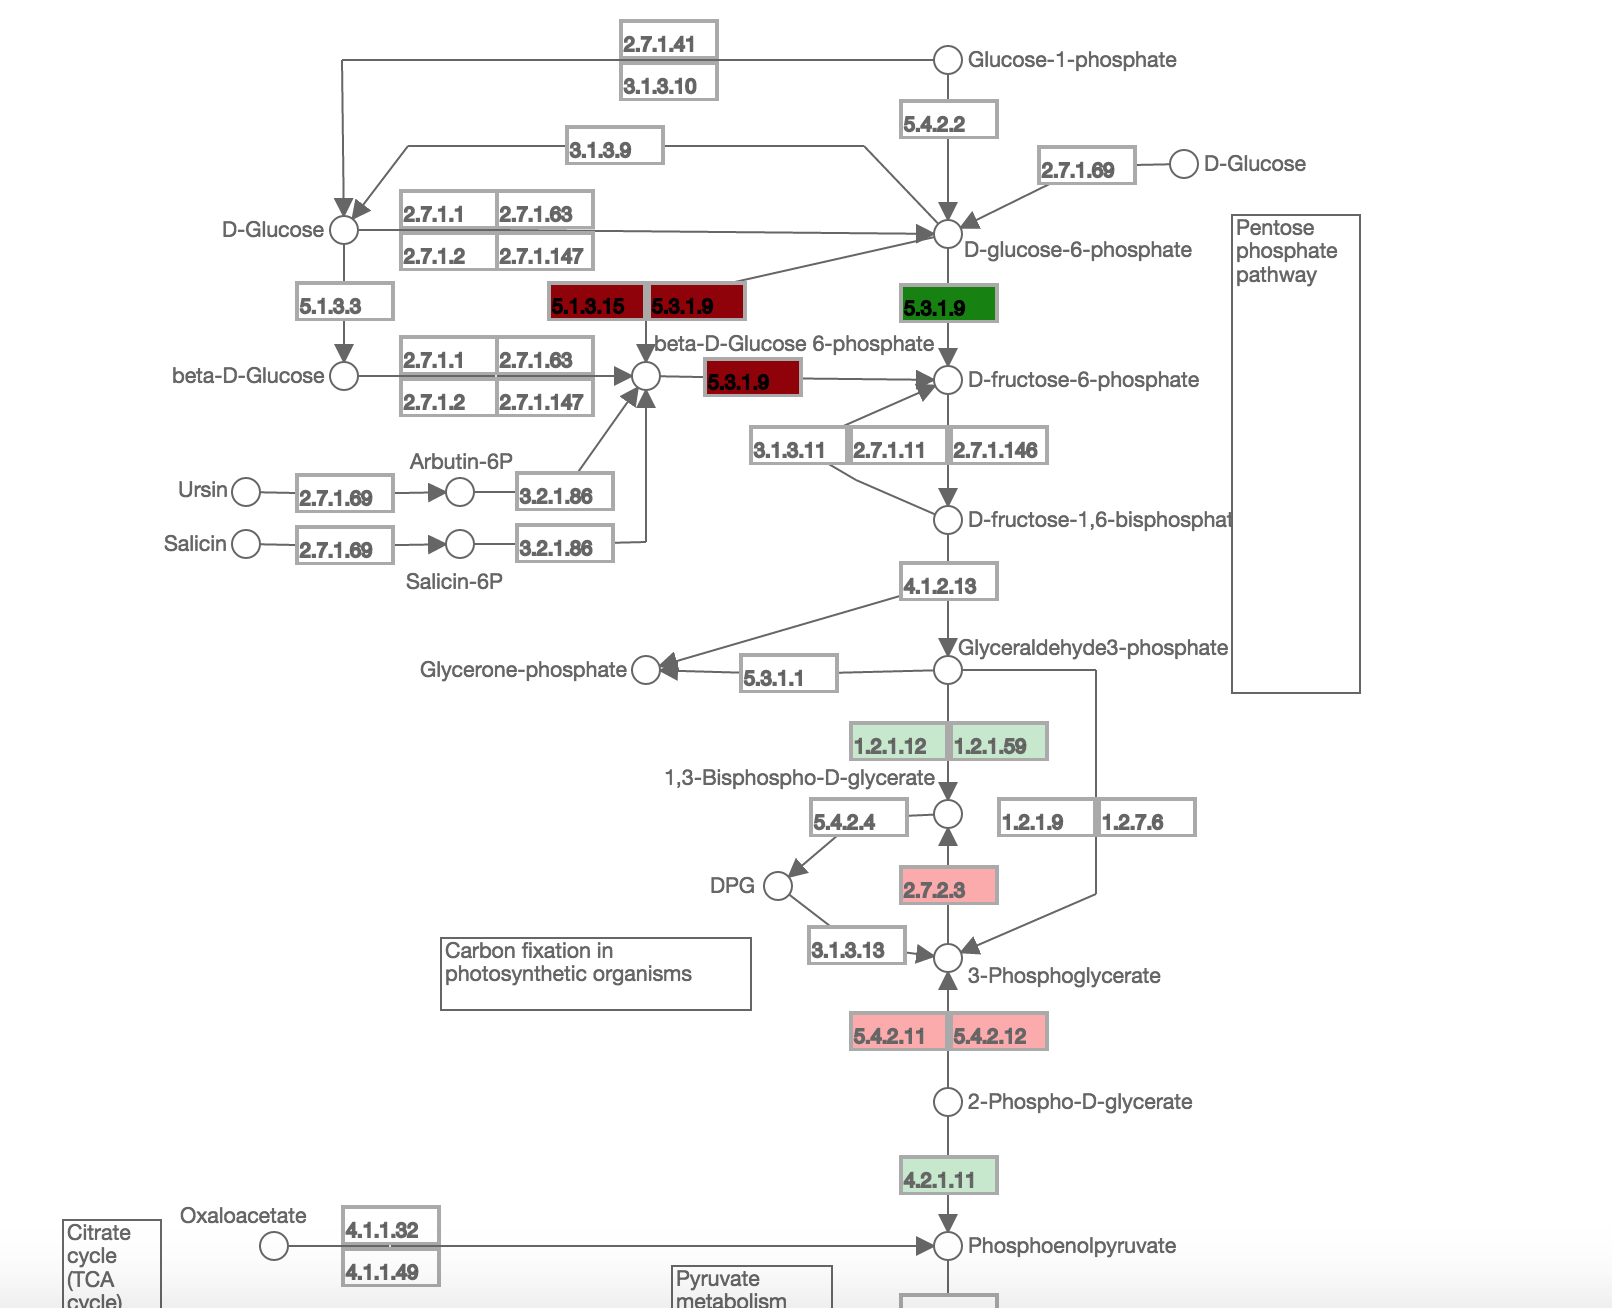 2.7.1.41
Glucose-1-phosphate
3.1.3.10
5.4.2.2
3.1.3.9
2.7.1.69
D-Glucose
2.7.1.1
2.7.1.63
D-Glucose
2.7.1.2
2.7.1.147
D-glucose-6-phosphate
Pentose
phosphate
pathway
5.1.3.3
5.1.3.15
5.3.1.9
5.3.1.9
beta-D-Glucose 6-phosphate
2.7.1.1
2.7.1.63
beta-D-Glucose
5.3.1.9
D-fructose-6-phosphate
2.7.1.2
2.7.1.147
3.1.3.11
2.7.1.11
2.7.1.146
Arbutin-6P
Ursin
2.7.1.69
3.2.1.86
D-fructose-1,6-bisphosphat
Salicin
2.7.1.69
3.2.1.86
Salicin-6P
4.1.2.13
Glyceraldehyde3-phosphate
Glycerone-phosphate
5.3.1.1
1.2.1.12
1.2.1.59
1,3-Bisphospho-D-glycerate
5.4.2.4
1.2.1.9
1.2.7.6
DPG
2.7.2.3
3.1.3.13
Carbon fixation in
photosynthetic organisms
3-Phosphoglycerate
5.4.2.11
5.4.2.12
2-Phospho-D-glycerate
4.2.1.11
Oxaloacetate
4.1.1.32
Phosphoenolpyruvate
4.1.1.49
Citrate
cycle
(TCA
cycle)
Pyruvate
metabolism